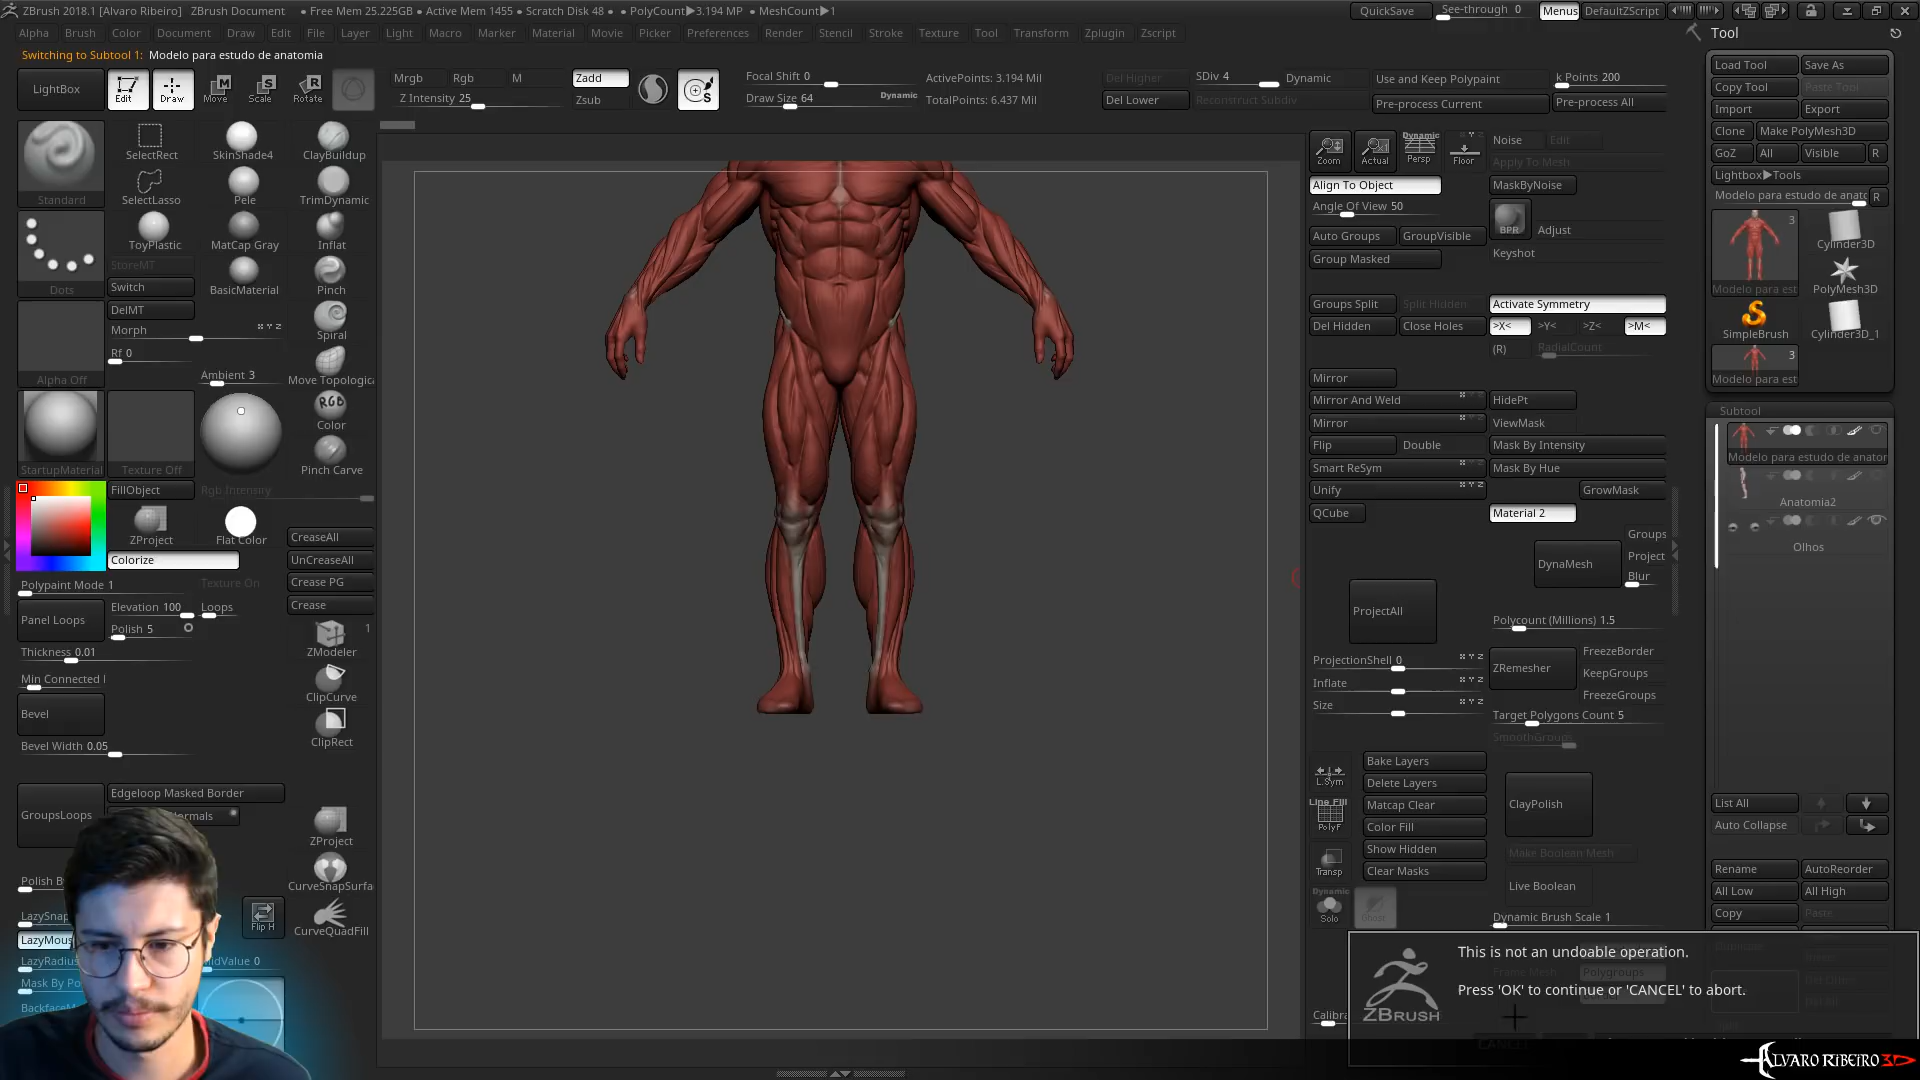 ZBrush 2018.1 [Alvaro Ribeiro] ZBrush Document • Free Mem 25.225GB • Active Mem 1455 • Scratch Disk 48 • PolyCount▶3.194 MP • MeshCount▶1 QuickSave See-through 0 Menus DefaultZScript
Alpha Brush Color Document Draw Edit File Layer Light Macro Marker Material Movie Picker Preferences Render Stencil Stroke Texture Tool Transform Zplugin Zscript
Switching to Subtool 1: Modelo para estudo de anatomia
LightBox
Edit
Draw
Move
Scale
Rotate
Mrgb Rgb M
Z Intensity 25
Zadd
Zsub
Focal Shift 0
Draw Size 64
Dynamic
ActivePoints: 3.194 Mil
TotalPoints: 6.437 Mil
Del Higher
Del Lower
SDiv 4
Dynamic
Reconstruct Subdiv
Use and Keep Polypaint
Pre-process Current
k Points 200
Pre-process All
Standard
Dots
Alpha Off
StartupMaterial
SelectRect
SelectLasso
ToyPlastic
StoreMT
Switch
DelMT
Morph
Rf 0
Ambient 3
Texture Off
SkinShade4
Pele
MatCap Gray
BasicMaterial
ClayBuildup
TrimDynamic
Inflat
Pinch
Spiral
Move Topologica
RGB
Color
Pinch Carve
FillObject
Rgb Intensity
ZProject
Flat Color
Colorize
CreaseAll
UnCreaseAll
Crease PG
Crease
Polypaint Mode 1
Texture On
Panel Loops
Elevation 100
Loops
Polish 5
Thickness 0.01
Min Connected
Bevel
Bevel Width 0.05
ZModeler
1
ClipCurve
ClipRect
GroupsLoops
Edgeloop Masked Border
ZProject
CurveSnapSurfa
CurveQuadFill
Flip H
Zoom
Actual
Dynamic
Persp
Floor
Noise
Edit
Apply To Mesh
Align To Object
MaskByNoise
Angle Of View 50
BPR
Adjust
Auto Groups
GroupVisible
Group Masked
Keyshot
Groups Split
Split Hidden
Activate Symmetry
Del Hidden
Close Holes
>X< >Y< >Z< >M<
(R)
RadialCount
Mirror
Mirror And Weld
HidePt
Mirror
ViewMask
Flip
Double
Mask By Intensity
Smart ReSym
Mask By Hue
Unify
GrowMask
QCube
Material 2
Groups
DynaMesh
Project
Blur
ProjectAll
Polycount (Millions) 1.5
ProjectionShell 0
Inflate
Size
ZRemesher
FreezeBorder
KeepGroups
FreezeGroups
Target Polygons Count 5
SmoothGroups
L.Sym
Line Fill
PolyF
Transp
Dynamic
Solo
Ghost
Bake Layers
Delete Layers
Matcap Clear
Color Fill
Show Hidden
Clear Masks
ClayPolish
Make Boolean Mesh
Live Boolean
Dynamic Brush Scale 1
Tool
Load Tool
Save As
Copy Tool
Paste Tool
Import
Export
Clone
Make PolyMesh3D
GoZ
All
Visible
R
Lightbox▶Tools
Modelo para estudo de anato
R
3
Cylinder3D
Modelo para est
PolyMesh3D
SimpleBrush
Cylinder3D_1
3
Modelo para est
Subtool
Modelo para estudo de anator
Anatomia2
Olhos
List All
Auto Collapse
Rename
AutoReorder
All Low
All High
Copy
Paste
This is not an undoable operation.
Press 'OK' to continue or 'CANCEL' to abort.
Frame Mesh
Polygroups
ZBRUSH
CANCEL
ALVARO RIBEIRO 3D